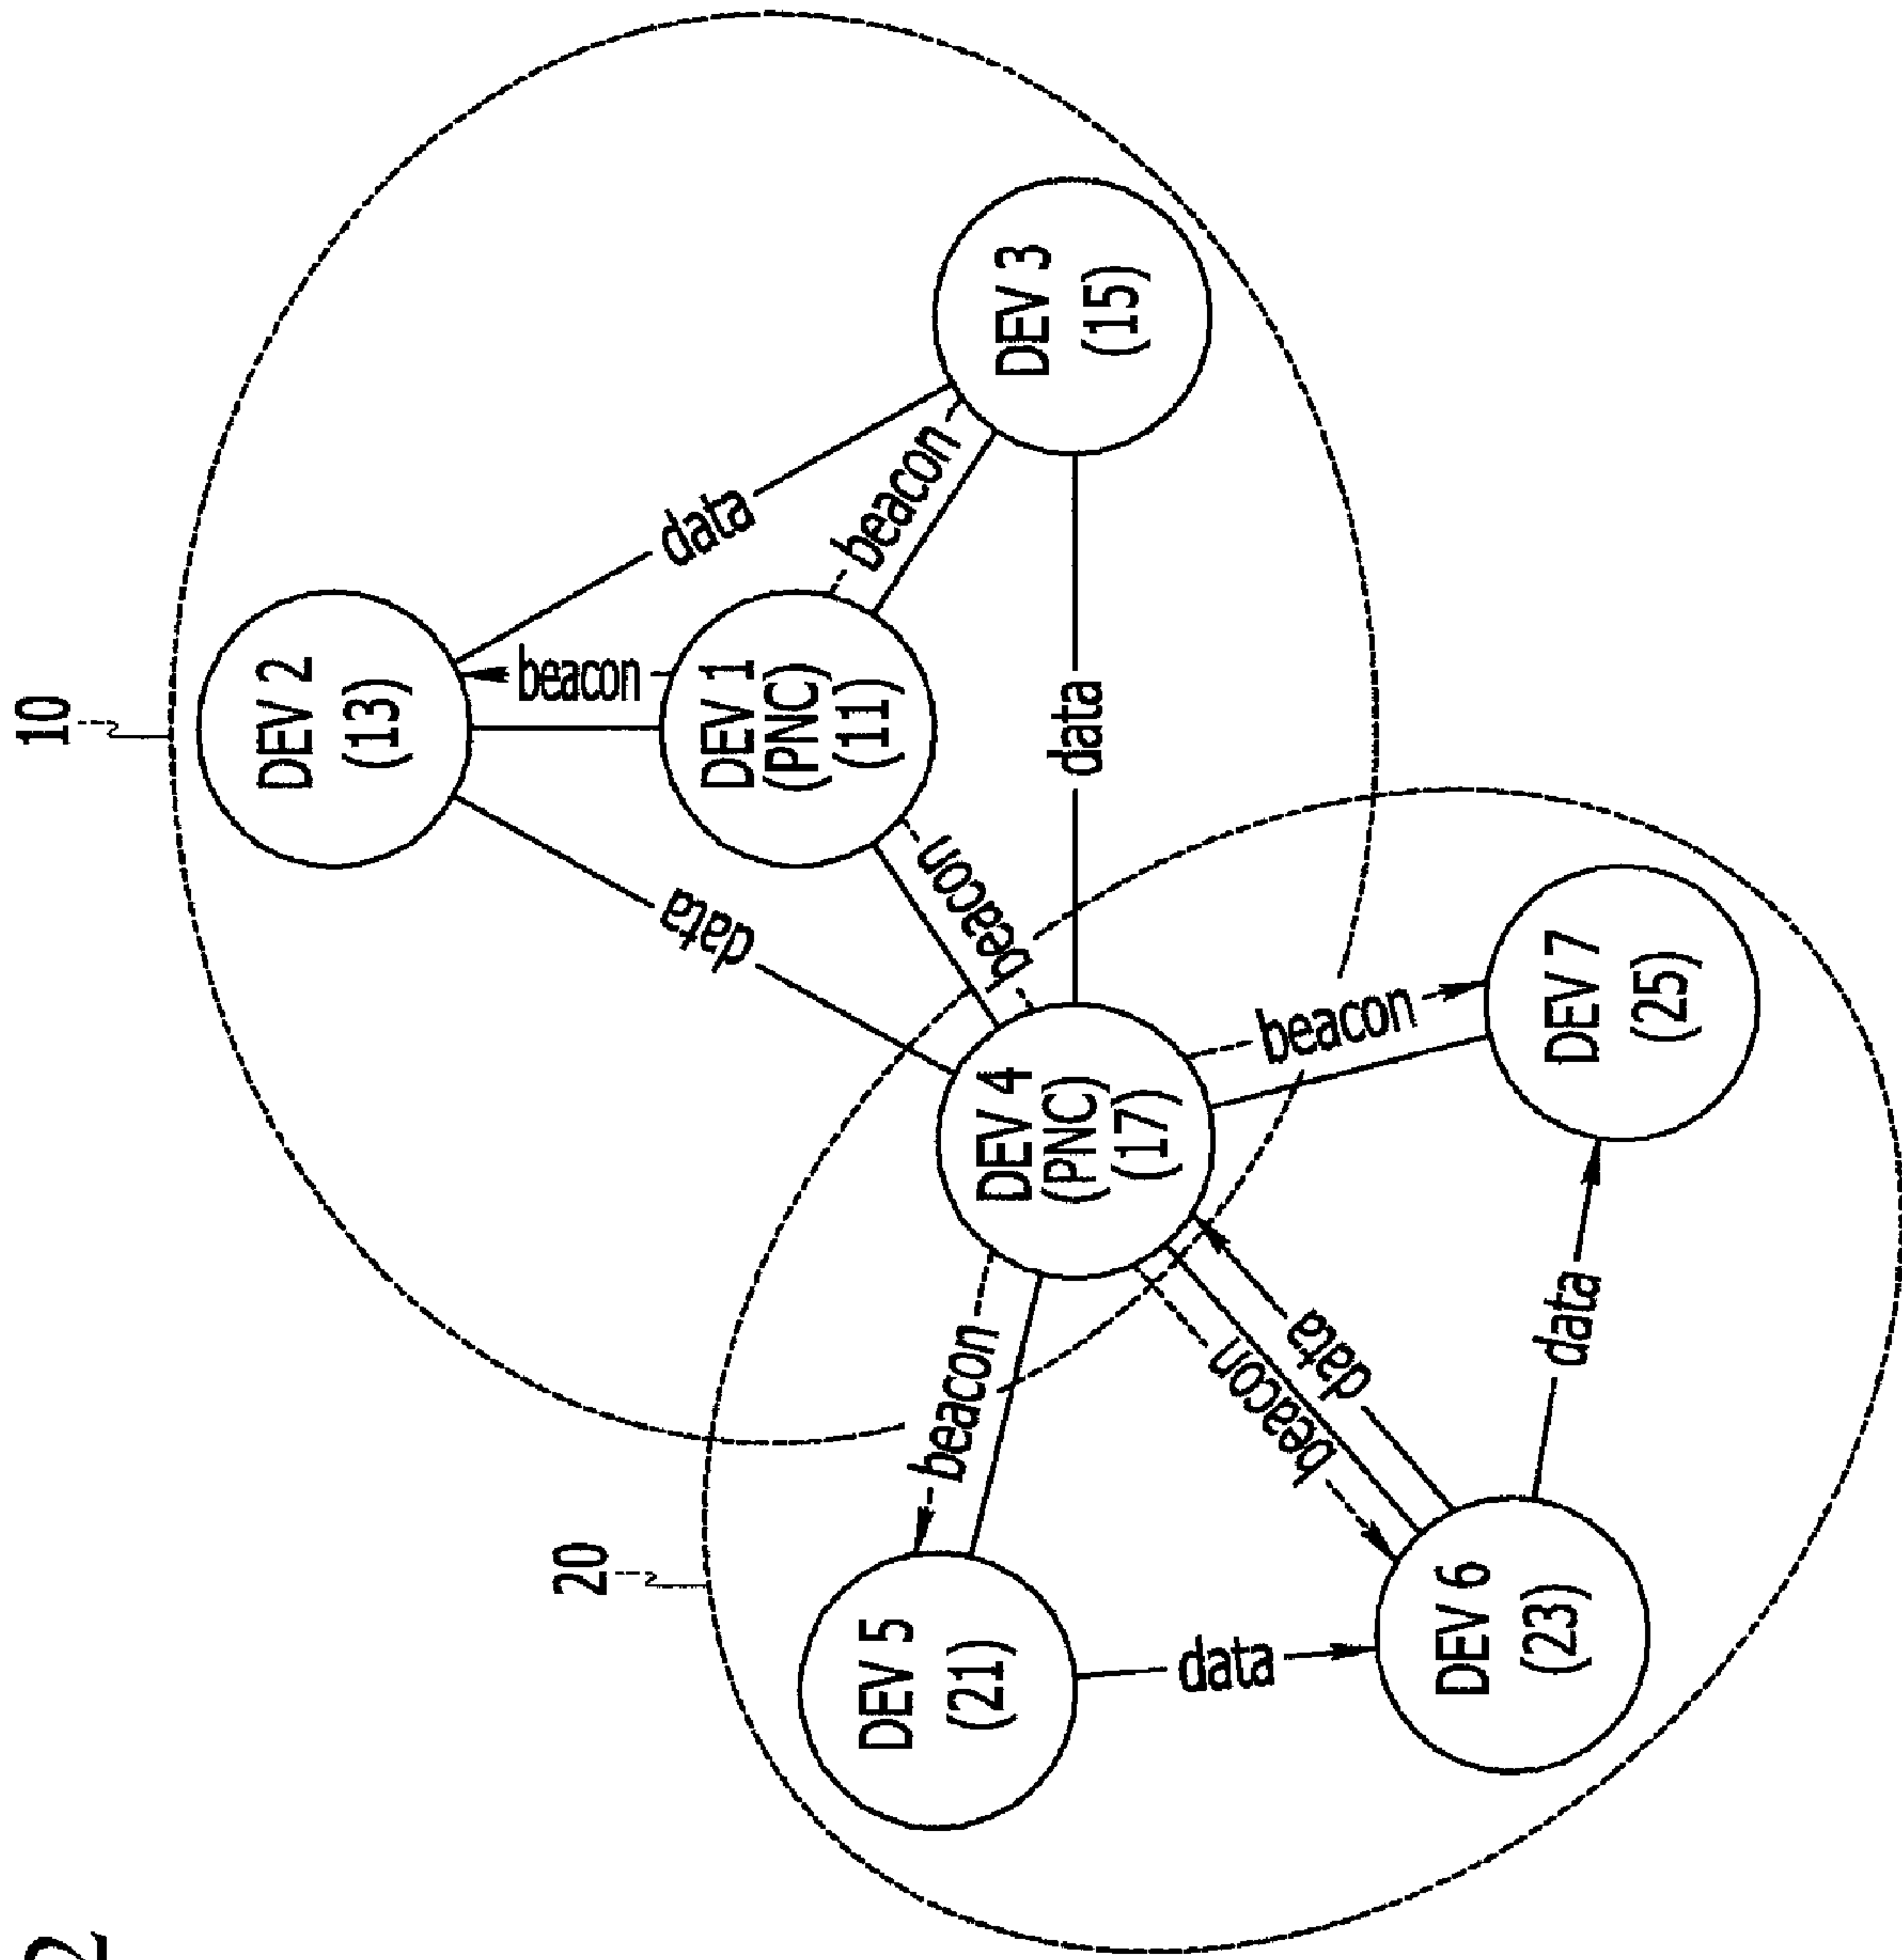 2
10
DEV 2
(13)
20
data
beacon
data
DEV 1
(PNC)
(11)
DEV 5
(21)
beacon
beacon
beacon
DEV 4
(PNC)
(17)
DEV 3
(15)
data
data
beacon
data
beacon
DEV 6
(23)
data
DEV 7
(25)